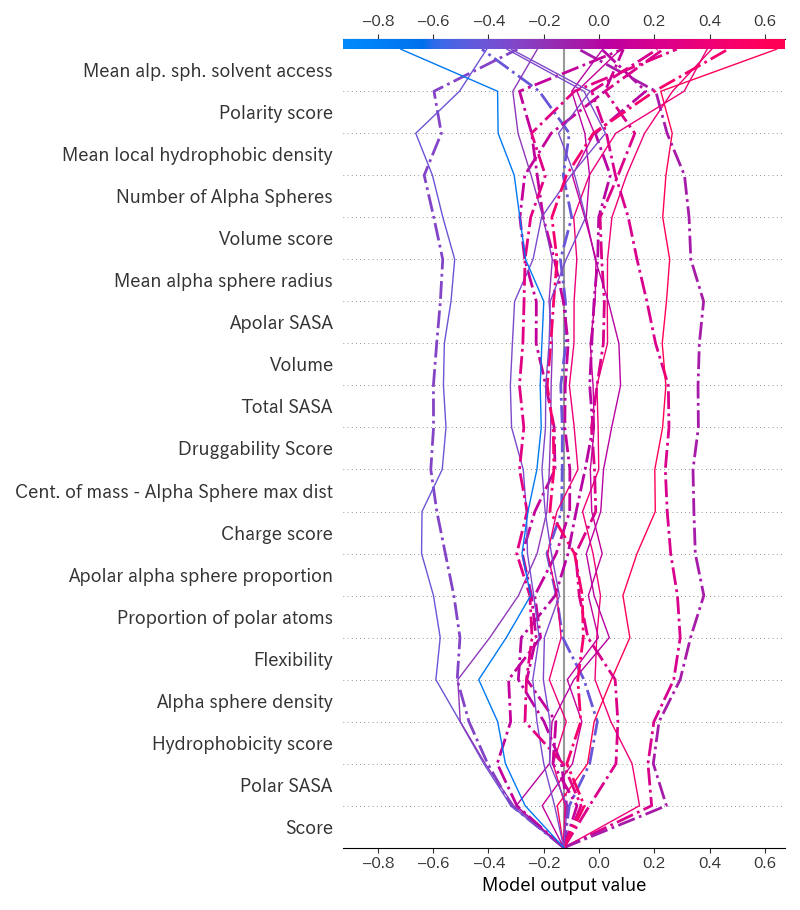 −0.8 −0.6 −0.4 −0.2 0.0 0.2 0.4 0.6
Mean alp. sph. solvent access
Polarity score
Mean local hydrophobic density
Number of Alpha Spheres
Volume score
Mean alpha sphere radius
Apolar SASA
Volume
Total SASA
Druggability Score
Cent. of mass - Alpha Sphere max dist
Charge score
Apolar alpha sphere proportion
Proportion of polar atoms
Flexibility
Alpha sphere density
Hydrophobicity score
Polar SASA
Score
−0.8 −0.6 −0.4 −0.2 0.0 0.2 0.4 0.6
Model output value